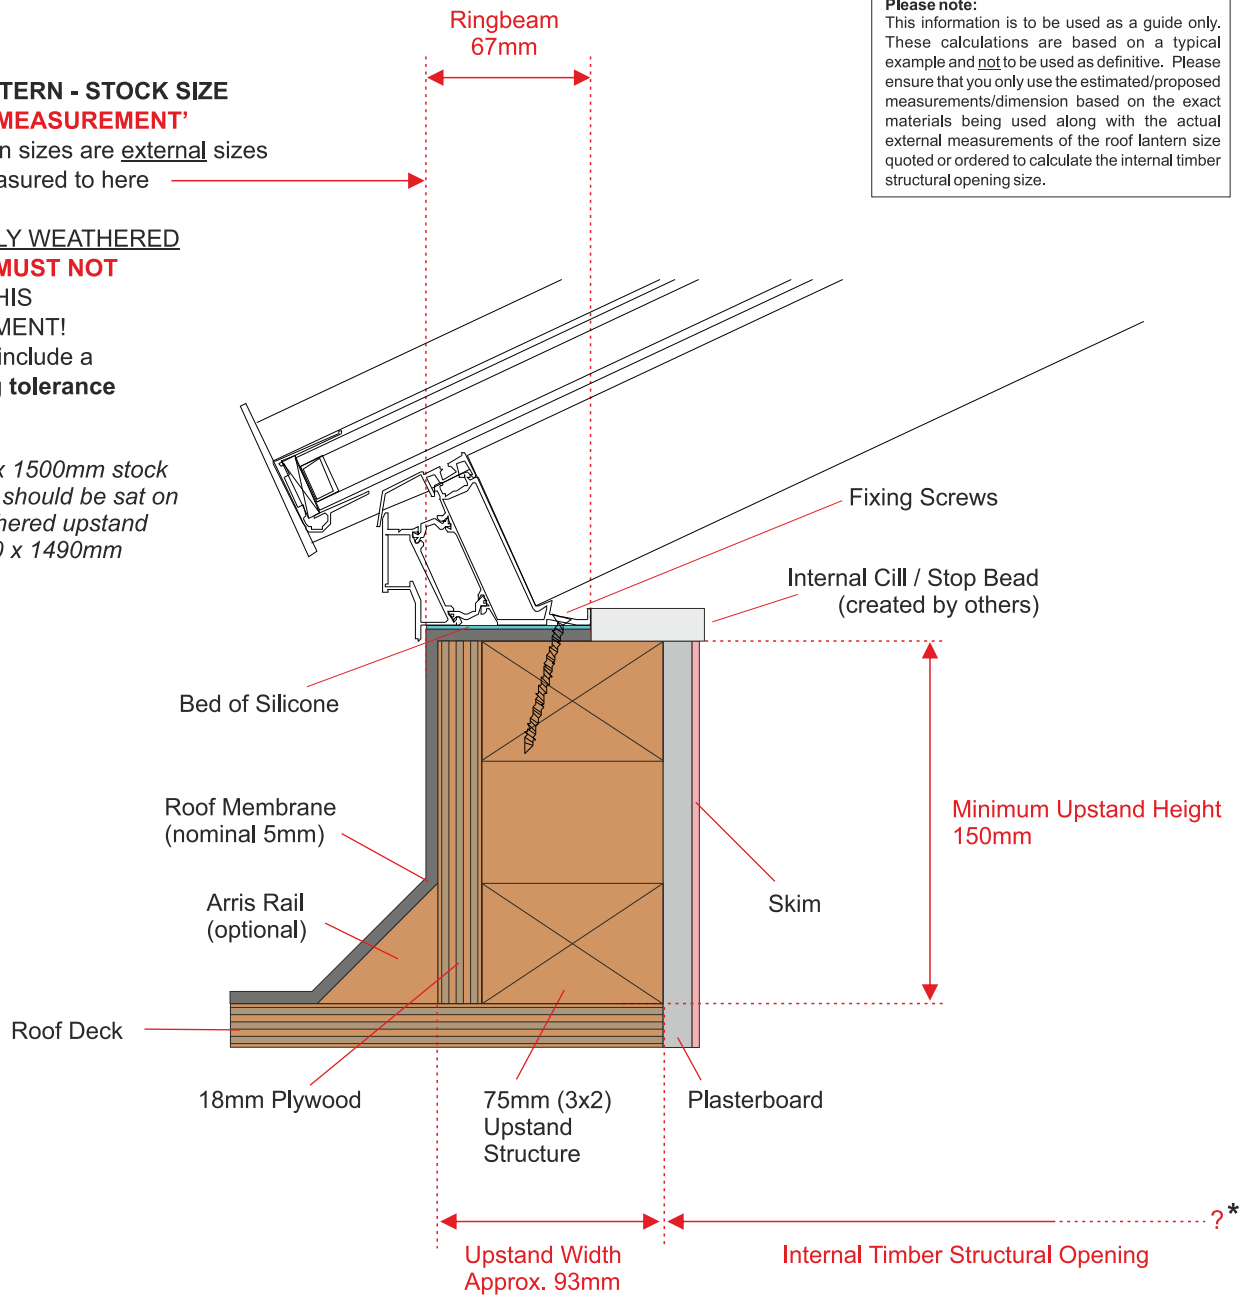 Ringbeam
67mm
Please note:
This information is to be used as a guide only.
These calculations are based on a typical
example and not to be used as definitive. Please
ensure that you only use the estimated/proposed
measurements/dimension based on the exact
materials being used along with the actual
external measurements of the roof lantern size
quoted or ordered to calculate the internal timber
structural opening size.
TERN - STOCK SIZE
MEASUREMENT’
n sizes are external sizes
asured to here
LY WEATHERED
MUST NOT
HIS
MENT!
include a
g tolerance
x 1500mm stock
should be sat on
hered upstand
0 x 1490mm
Fixing Screws
Internal Cill / Stop Bead
(created by others)
Bed of Silicone
Roof Membrane
(nominal 5mm)
Minimum Upstand Height
150mm
Arris Rail
(optional)
Skim
Roof Deck
18mm Plywood
75mm (3x2)
Upstand
Structure
Plasterboard
?*
Upstand Width
Approx. 93mm
Internal Timber Structural Opening